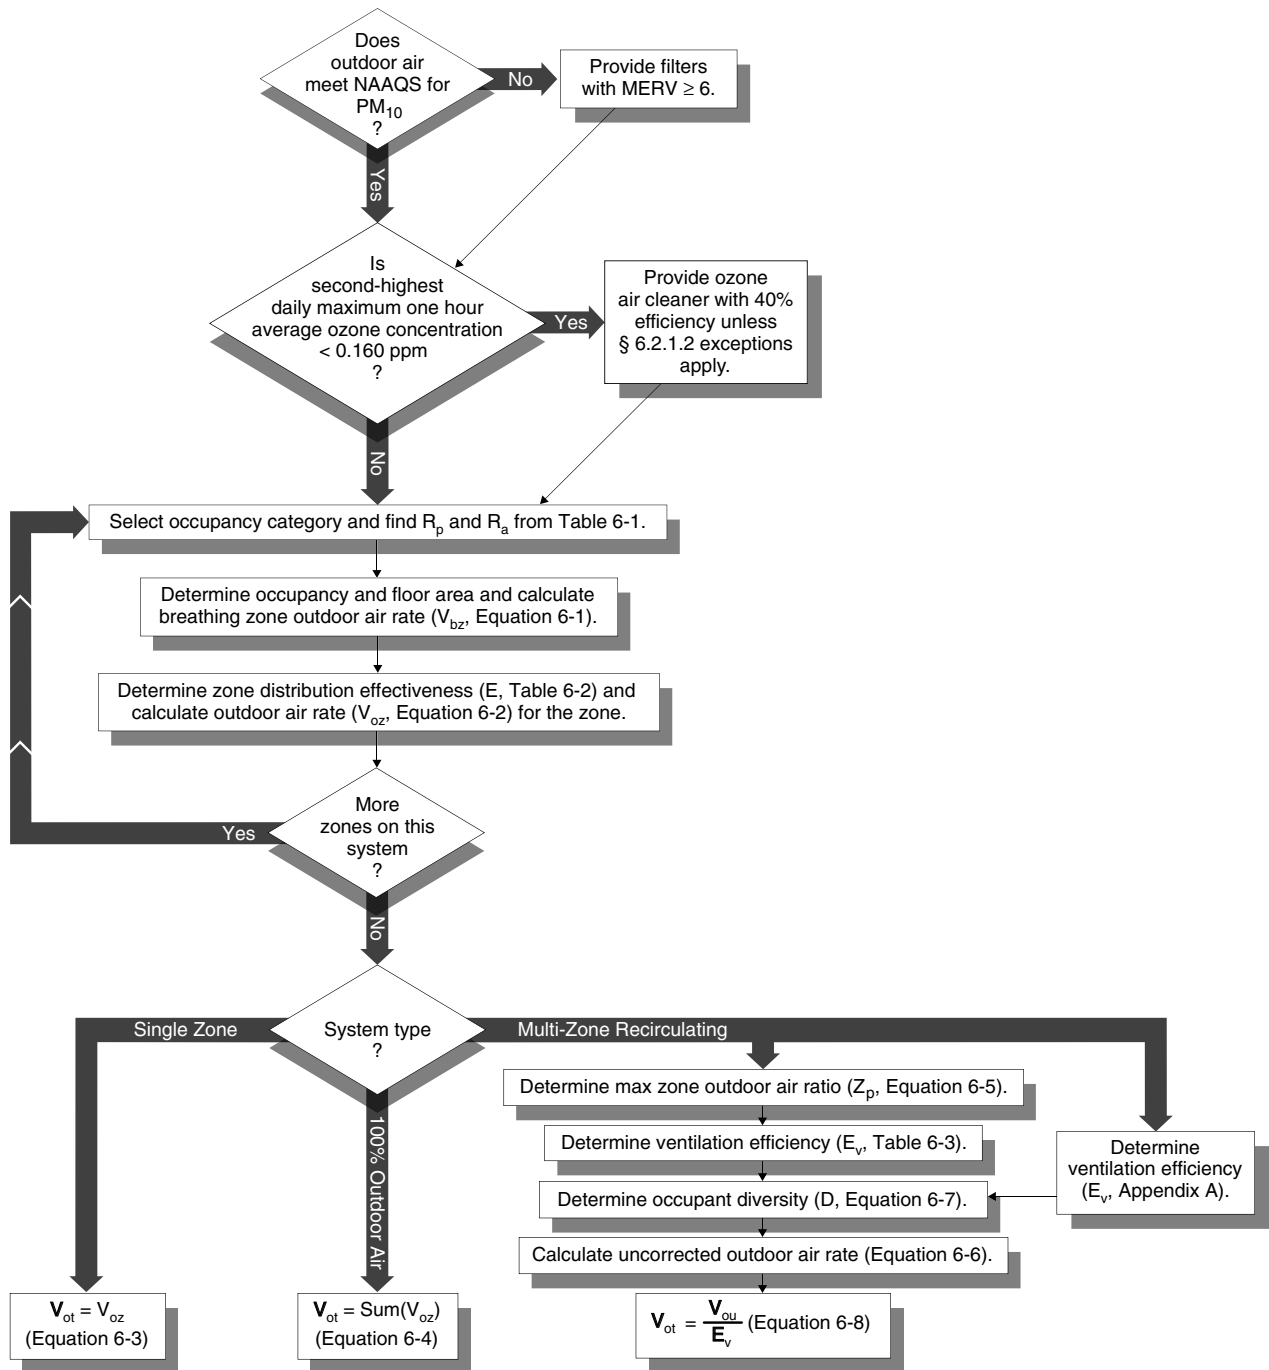 Does
outdoor air
meet NAAQS for
PM10
?
No
Provide filters
with MERV ≥ 6.
Yes
Is
second-highest
daily maximum one hour
average ozone concentration
< 0.160 ppm
?
Yes
Provide ozone
air cleaner with 40%
efficiency unless
§ 6.2.1.2 exceptions
apply.
No
Select occupancy category and find Rp and Ra from Table 6-1.
Determine occupancy and floor area and calculate
breathing zone outdoor air rate (Vbz, Equation 6-1).
Determine zone distribution effectiveness (E, Table 6-2) and
calculate outdoor air rate (Voz, Equation 6-2) for the zone.
More
zones on this
system
?
Yes
No
System type
?
Single Zone
Multi-Zone Recirculating
100% Outdoor Air
Determine max zone outdoor air ratio (Zp, Equation 6-5).
Determine ventilation efficiency (Ev, Table 6-3).
Determine occupant diversity (D, Equation 6-7).
Calculate uncorrected outdoor air rate (Equation 6-6).
Determine
ventilation efficiency
(Ev, Appendix A).
Vot = Voz
(Equation 6-3)
Vot = Sum(Voz)
(Equation 6-4)
Vot = Vou / Ev (Equation 6-8)